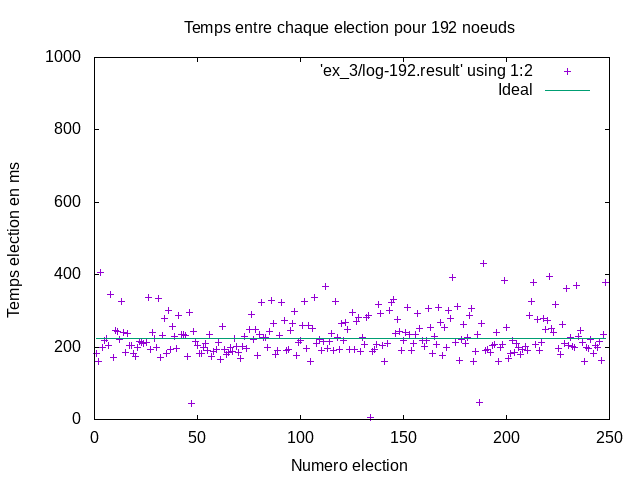 Temps entre chaque election pour 192 noeuds
'ex_3/log-192.result' using 1:2
Ideal
Temps election en ms
1000
800
600
400
200
0
0 50 100 150 200 250
Numero election